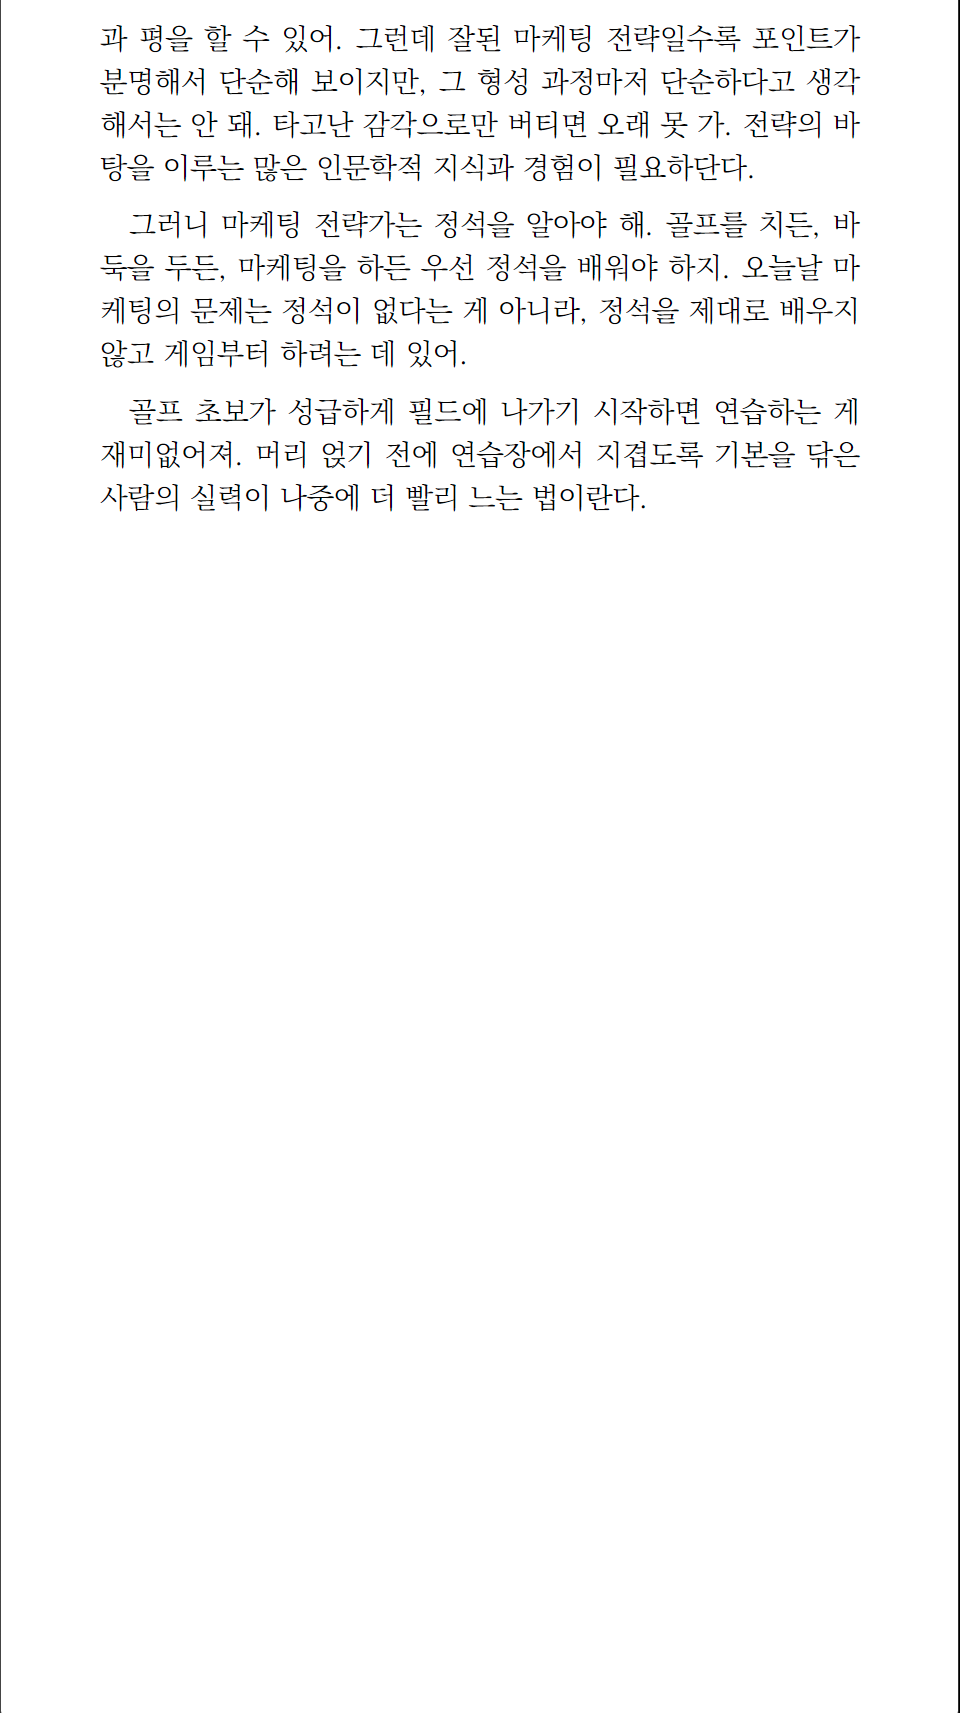 과 평을 할 수 있어. 그런데 잘된 마케팅 전략일수록 포인트가
분명해서 단순해 보이지만, 그 형성 과정마저 단순하다고 생각
해서는 안 돼. 타고난 감각으로만 버티면 오래 못 가. 전략의 바
탕을 이루는 많은 인문학적 지식과 경험이 필요하단다.
그러니 마케팅 전략가는 정석을 알아야 해. 골프를 치든, 바
둑을 두든, 마케팅을 하든 우선 정석을 배워야 하지. 오늘날 마
케팅의 문제는 정석이 없다는 게 아니라, 정석을 제대로 배우지
않고 게임부터 하려는 데 있어.
골프 초보가 성급하게 필드에 나가기 시작하면 연습하는 게
재미없어져. 머리 얹기 전에 연습장에서 지겹도록 기본을 닦은
사람의 실력이 나중에 더 빨리 느는 법이란다.